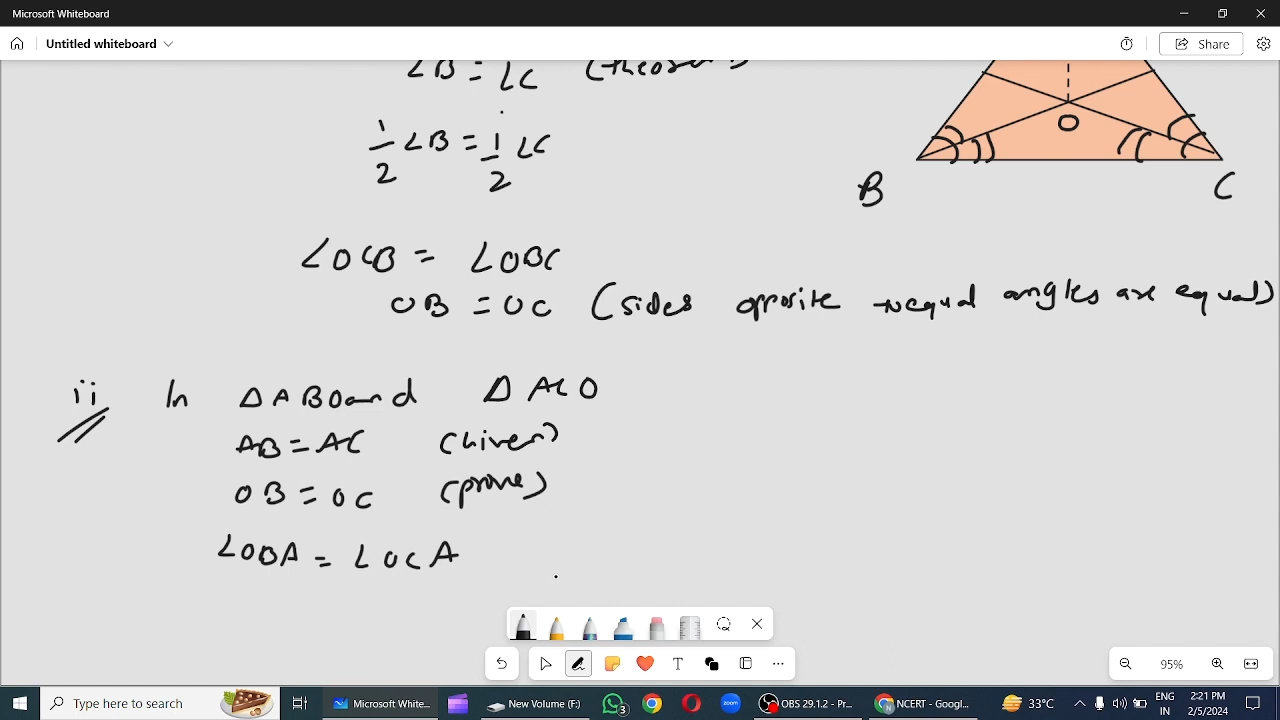 Microsoft Whiteboard
Untitled whiteboard
Share
∠B = ∠C
1/2 ∠B = 1/2 ∠C
O
B
C
∠OCB = ∠OBC
OB = OC (sides opposite to equal angles are equal)
ii In ΔABO and ΔACO
AB = AC (Given)
OB = OC (prove)
∠OBA = ∠OCA
95%
Type here to search
Microsoft White...
New Volume (F:)
3
zoom
OBS 29.1.2 - Pr...
NCERT - Googl...
33°C
ENG
IN
2:21 PM
2/5/2024